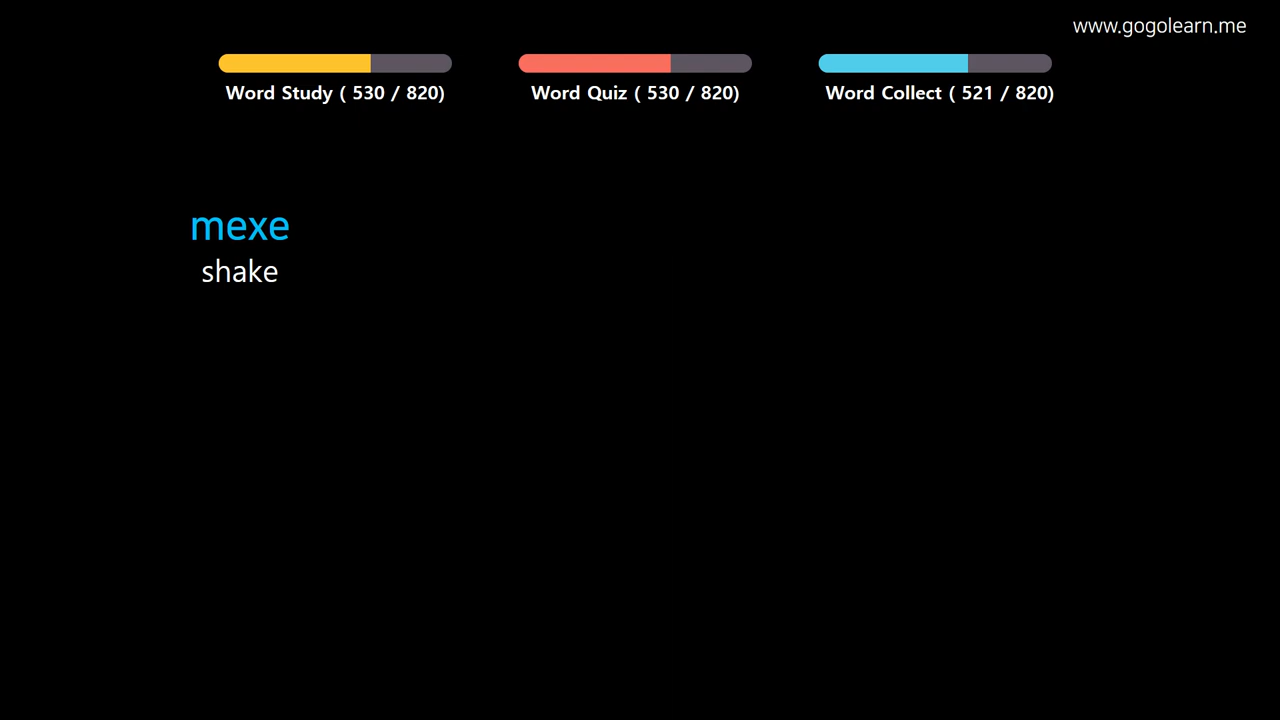 www.gogolearn.me
Word Study ( 530 / 820)
Word Quiz ( 530 / 820)
Word Collect ( 521 / 820)
mexe
shake